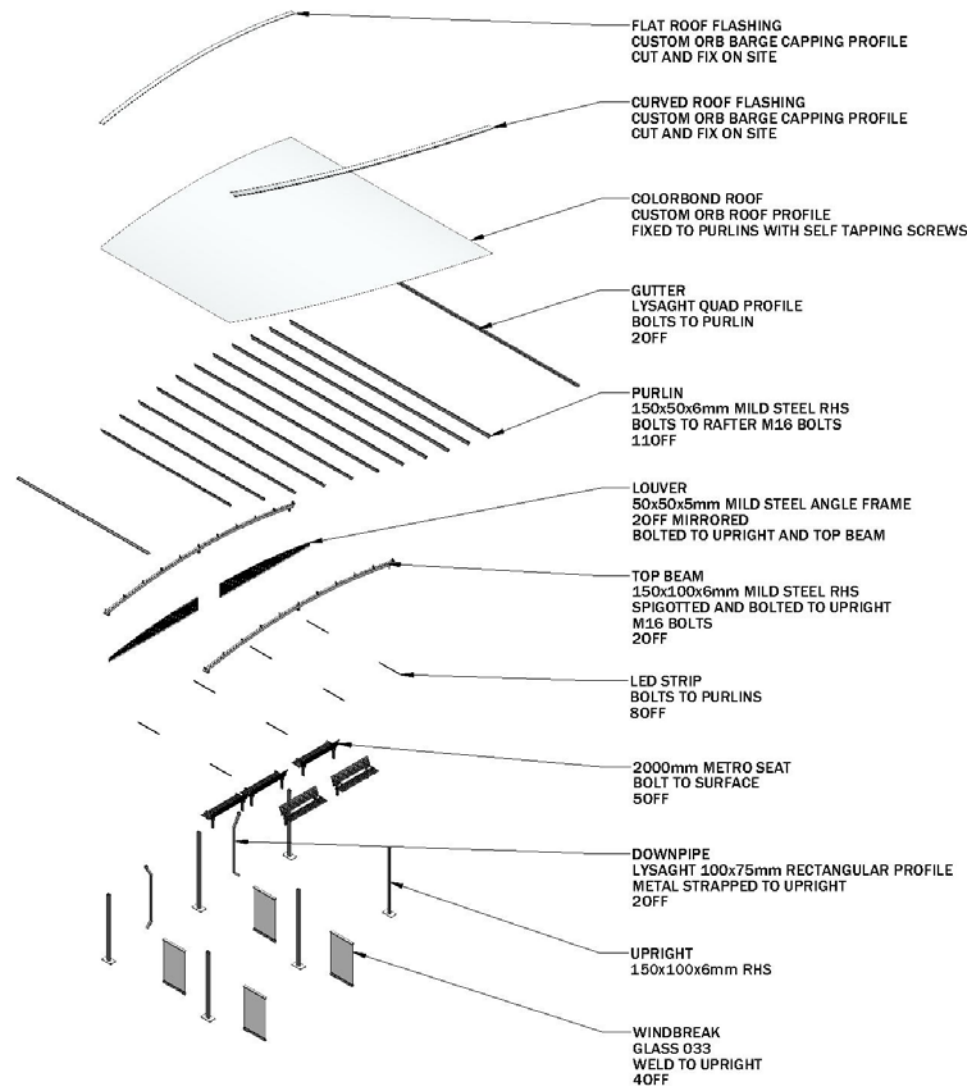 FLAT ROOF FLASHING
CUSTOM ORB BARGE CAPPING PROFILE
CUT AND FIX ON SITE
CURVED ROOF FLASHING
CUSTOM ORB BARGE CAPPING PROFILE
CUT AND FIX ON SITE
COLORBOND ROOF
CUSTOM ORB ROOF PROFILE
FIXED TO PURLINS WITH SELF TAPPING SCREWS
GUTTER
LYSAGHT QUAD PROFILE
BOLTS TO PURLIN
2OFF
PURLIN
150x50x6mm MILD STEEL RHS
BOLTS TO RAFTER M16 BOLTS
11OFF
LOUVER
50x50x5mm MILD STEEL ANGLE FRAME
2OFF MIRRORED
BOLTED TO UPRIGHT AND TOP BEAM
TOP BEAM
150x100x6mm MILD STEEL RHS
SPIGOTTED AND BOLTED TO UPRIGHT
M16 BOLTS
2OFF
LED STRIP
BOLTS TO PURLINS
8OFF
2000mm METRO SEAT
BOLT TO SURFACE
5OFF
DOWNPIPE
LYSAGHT 100x75mm RECTANGULAR PROFILE
METAL STRAPPED TO UPRIGHT
2OFF
UPRIGHT
150x100x6mm RHS
WINDBREAK
GLASS 033
WELD TO UPRIGHT
4OFF